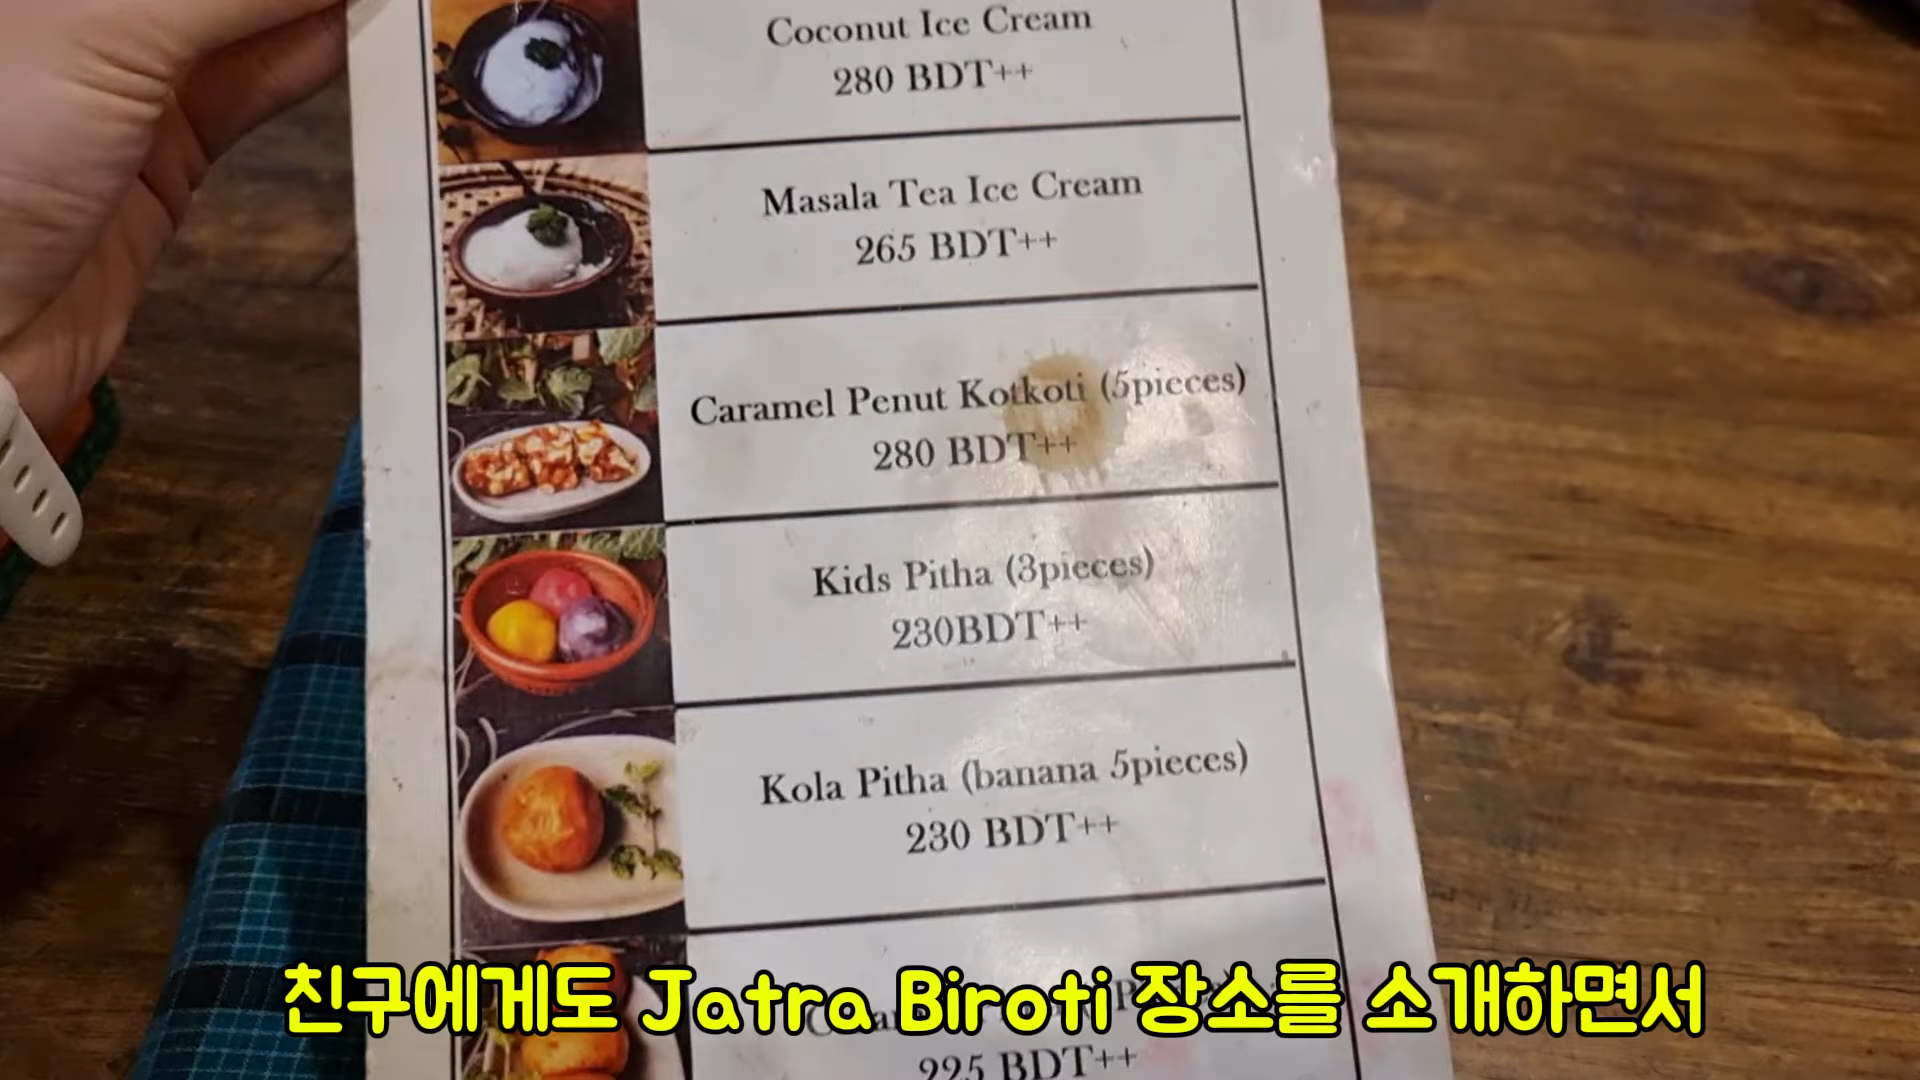 Coconut Ice Cream
280 BDT++
Masala Tea Ice Cream
265 BDT++
Caramel Penut Kotkoti (5pieces)
280 BDT++
Kids Pitha (3pieces)
230BDT++
Kola Pitha (banana 5pieces)
230 BDT++
친구에게도 Jatra Biroti 장소를 소개하면서
225 BDT++